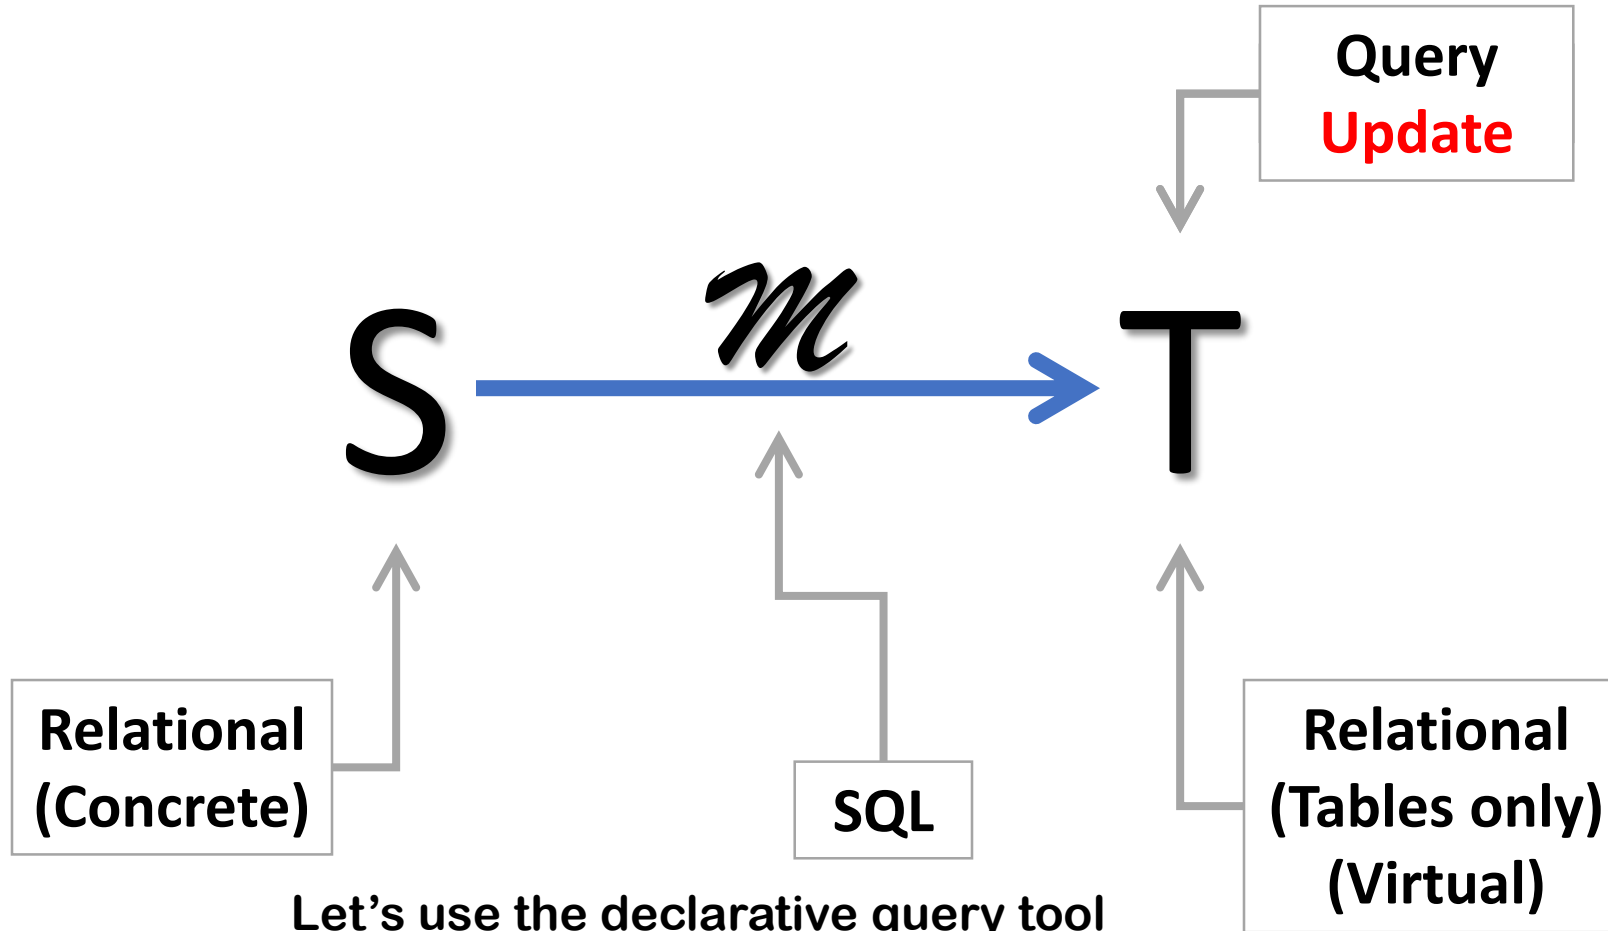 Query
Update
S
M
T
Relational
(Concrete)
SQL
Relational
(Tables only)
(Virtual)
Let's use the declarative query tool